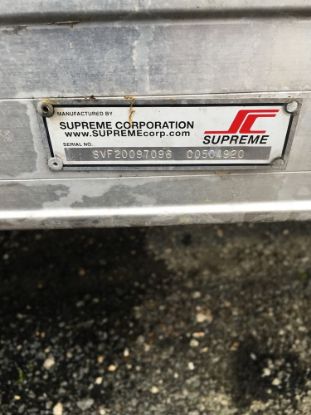 MANUFACTURED BY
SUPREME CORPORATION
www.SUPREMEcorp.com
SUPREME
SERIAL NO.
SVF20097096 00504920